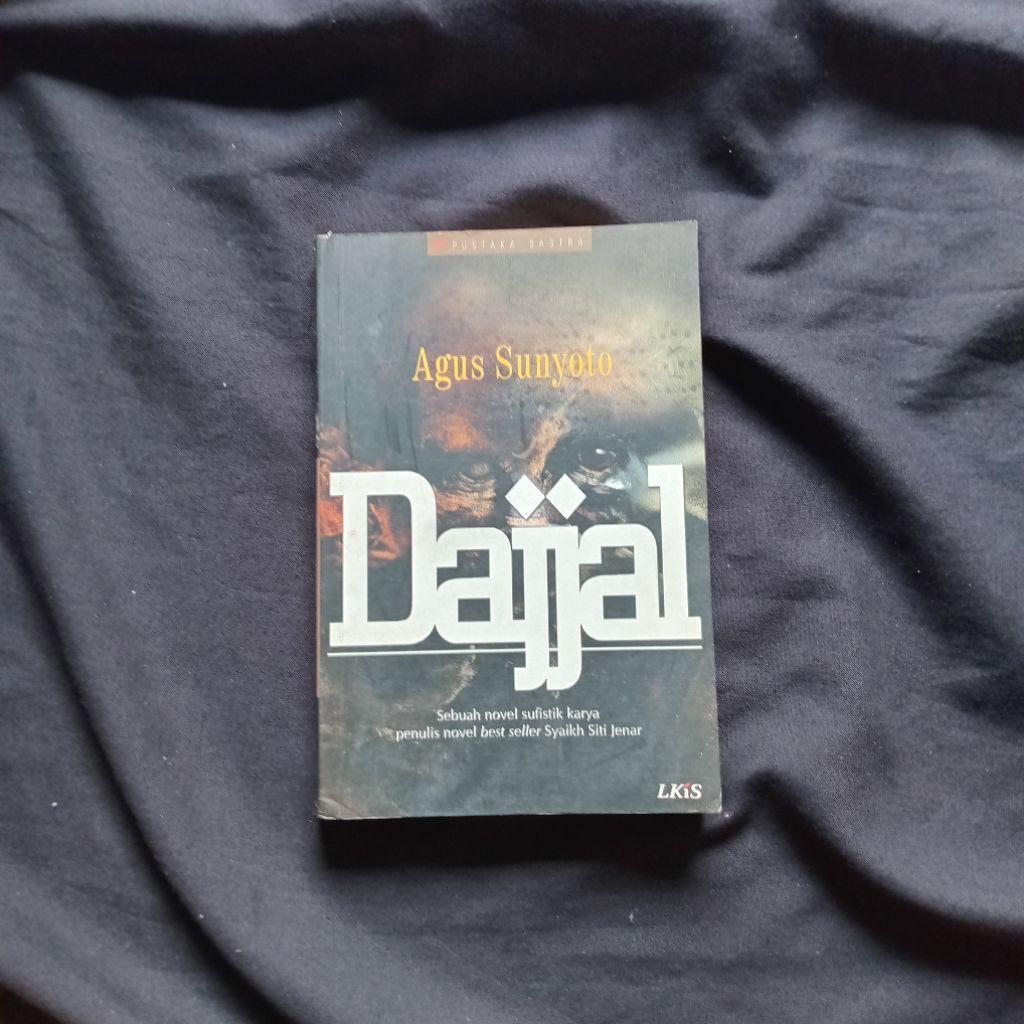 PUSTAKA SASTRA
Agus Sunyoto
Dajjal
Sebuah novel sufistik karya
penulis novel best seller Syaikh Siti Jenar
LKiS